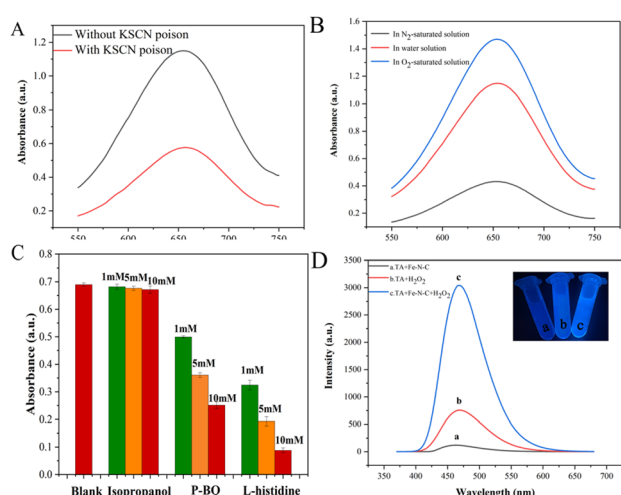 A
Without KSCN poison
With KSCN poison
Absorbance (a.u.)
1.2
1.0
0.8
0.6
0.4
0.2
550
600
650
700
750
B
In N2-saturated solution
In water solution
In O2-saturated solution
Absorbance (a.u.)
1.6
1.4
1.2
1.0
0.8
0.6
0.4
0.2
550
600
650
700
750
C
Absorbance (a.u.)
0.8
0.7
0.6
0.5
0.4
0.3
0.2
0.1
0.0
1mM
5mM
10mM
1mM
5mM
10mM
1mM
5mM
10mM
Blank Isopropanol P-BO L-histidine
D
a.TA+Fe-N-C
b.TA+H2O2
c.TA+Fe-N-C+H2O2
Intensity (a.u.)
3500
3000
2500
2000
1500
1000
500
0
c
b
a
a b c
350 400 450 500 550 600 650 700
Wavelength (nm)